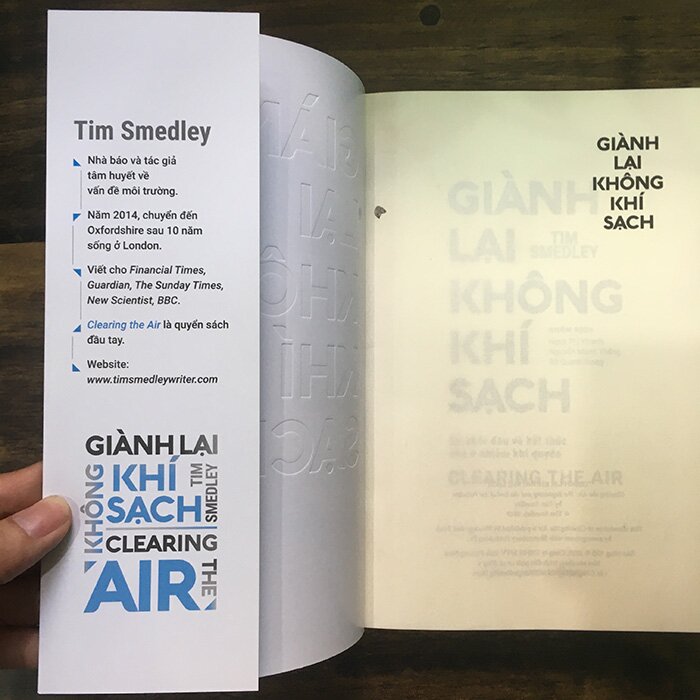 Tim Smedley
Nhà báo và tác giả
tâm huyết về
vấn đề môi trường.
Năm 2014, chuyển đến
Oxfordshire sau 10 năm
sống ở London.
Viết cho Financial Times,
Guardian, The Sunday Times,
New Scientist, BBC.
Clearing the Air là quyển sách
đầu tay.
Website:
www.timsmedleywriter.com
GIÀNH LẠI
KHÔNG
KHÍ
SẠCH
TIM
SMEDLEY
CLEARING
THE
AIR
GIÀNH
LẠI
KHÔNG
KHÍ
SẠCH
GIÀNH
LẠI
TIM
SMEDLEY
KHÔNG
KHÍ
SẠCH
CLEARING THE AIR